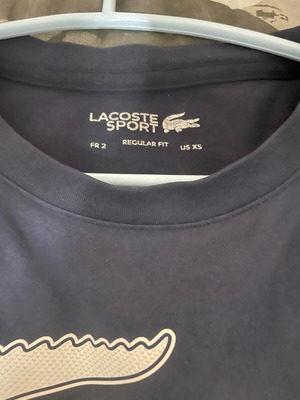 LACOSTE
SPORT
FR 2 REGULAR FIT US XS